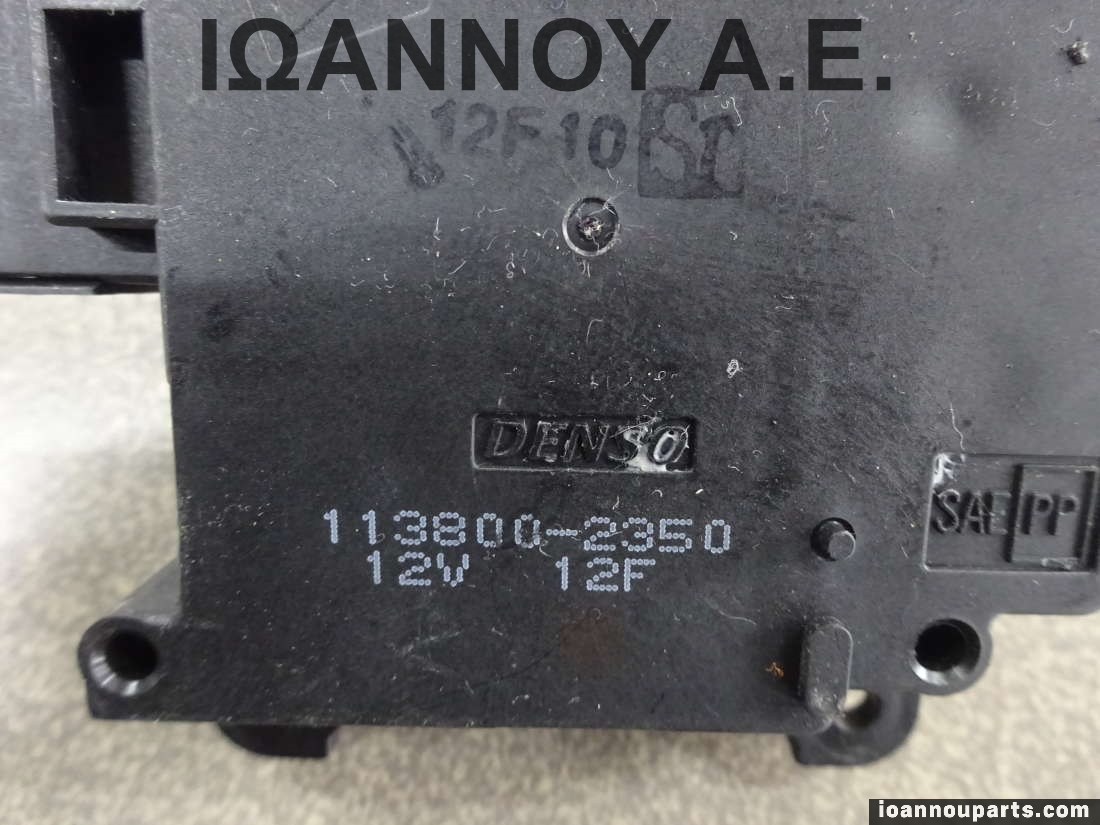 ΙΩΑΝΝΟΥ Α.Ε.
12F10
DENSO
SAE PP
113800-2350
12V 12F
ioannouparts.com